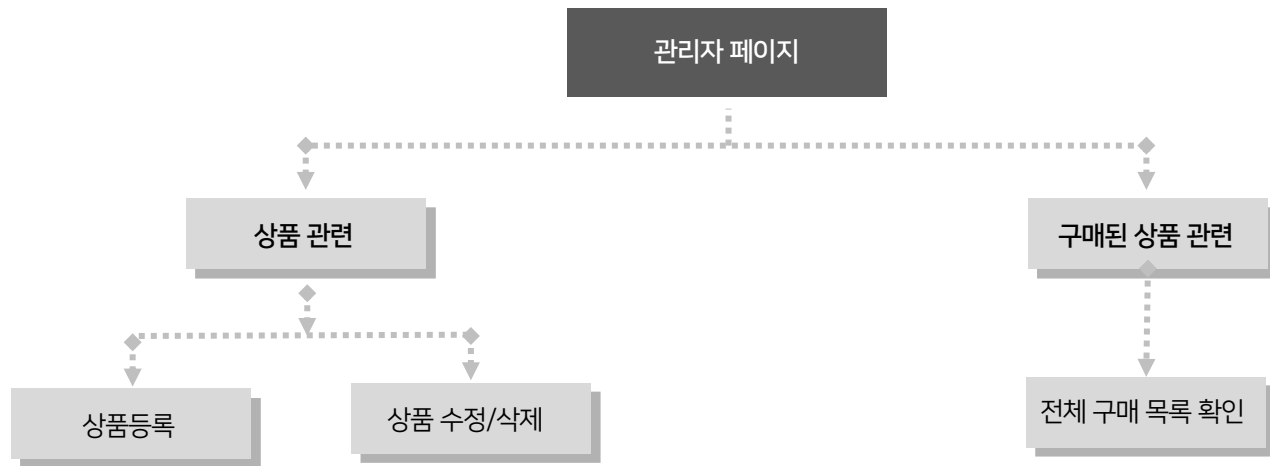 관리자 페이지
상품 관련
구매된 상품 관련
상품등록
상품 수정/삭제
전체 구매 목록 확인